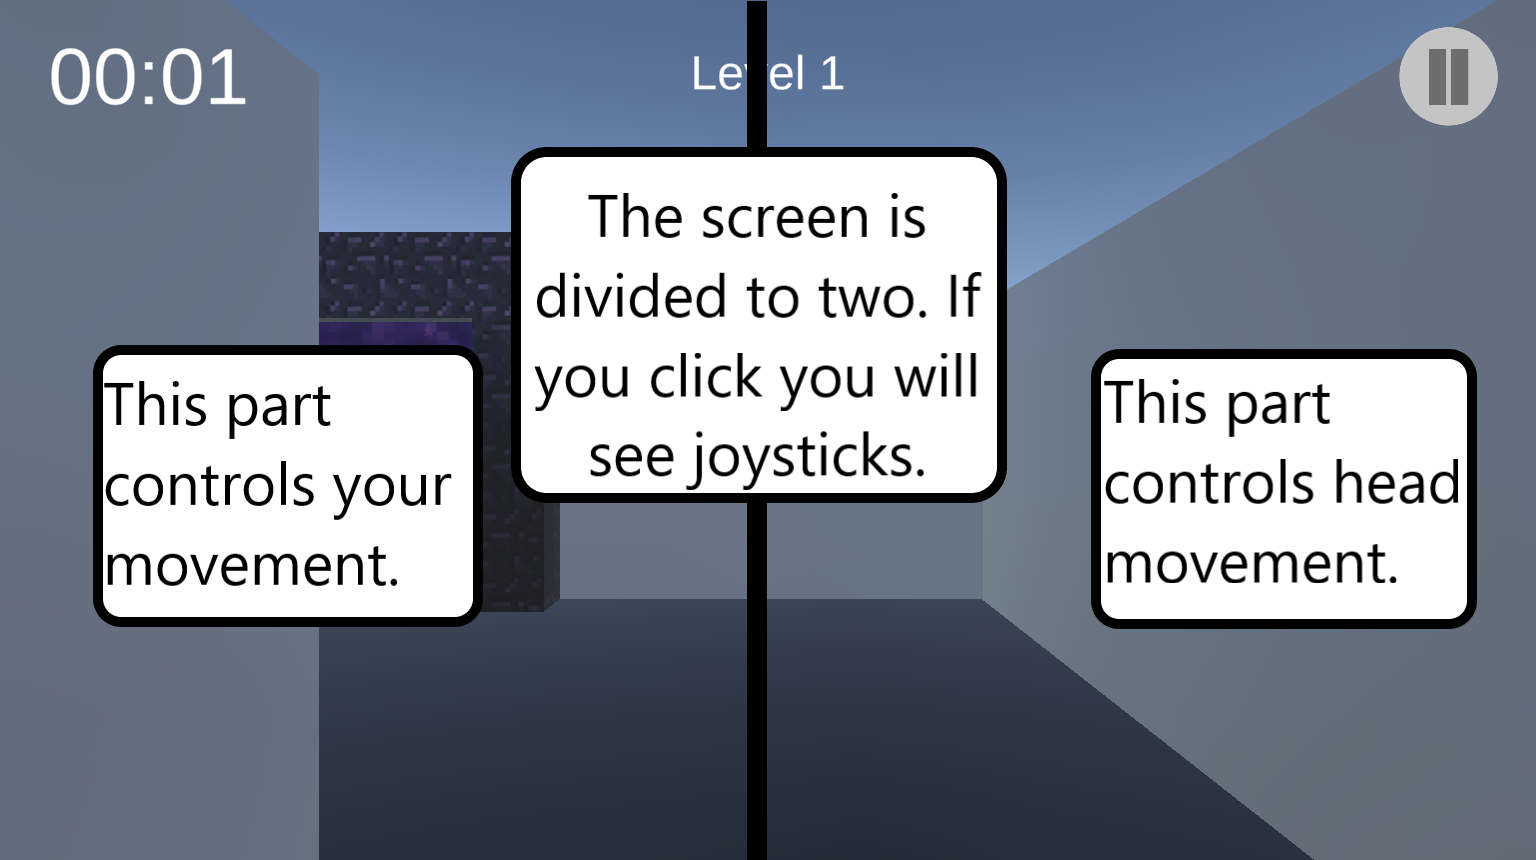 00:01
Level 1
The screen is
divided to two. If
you click you will
see joysticks.
This part
controls your
movement.
This part
controls head
movement.